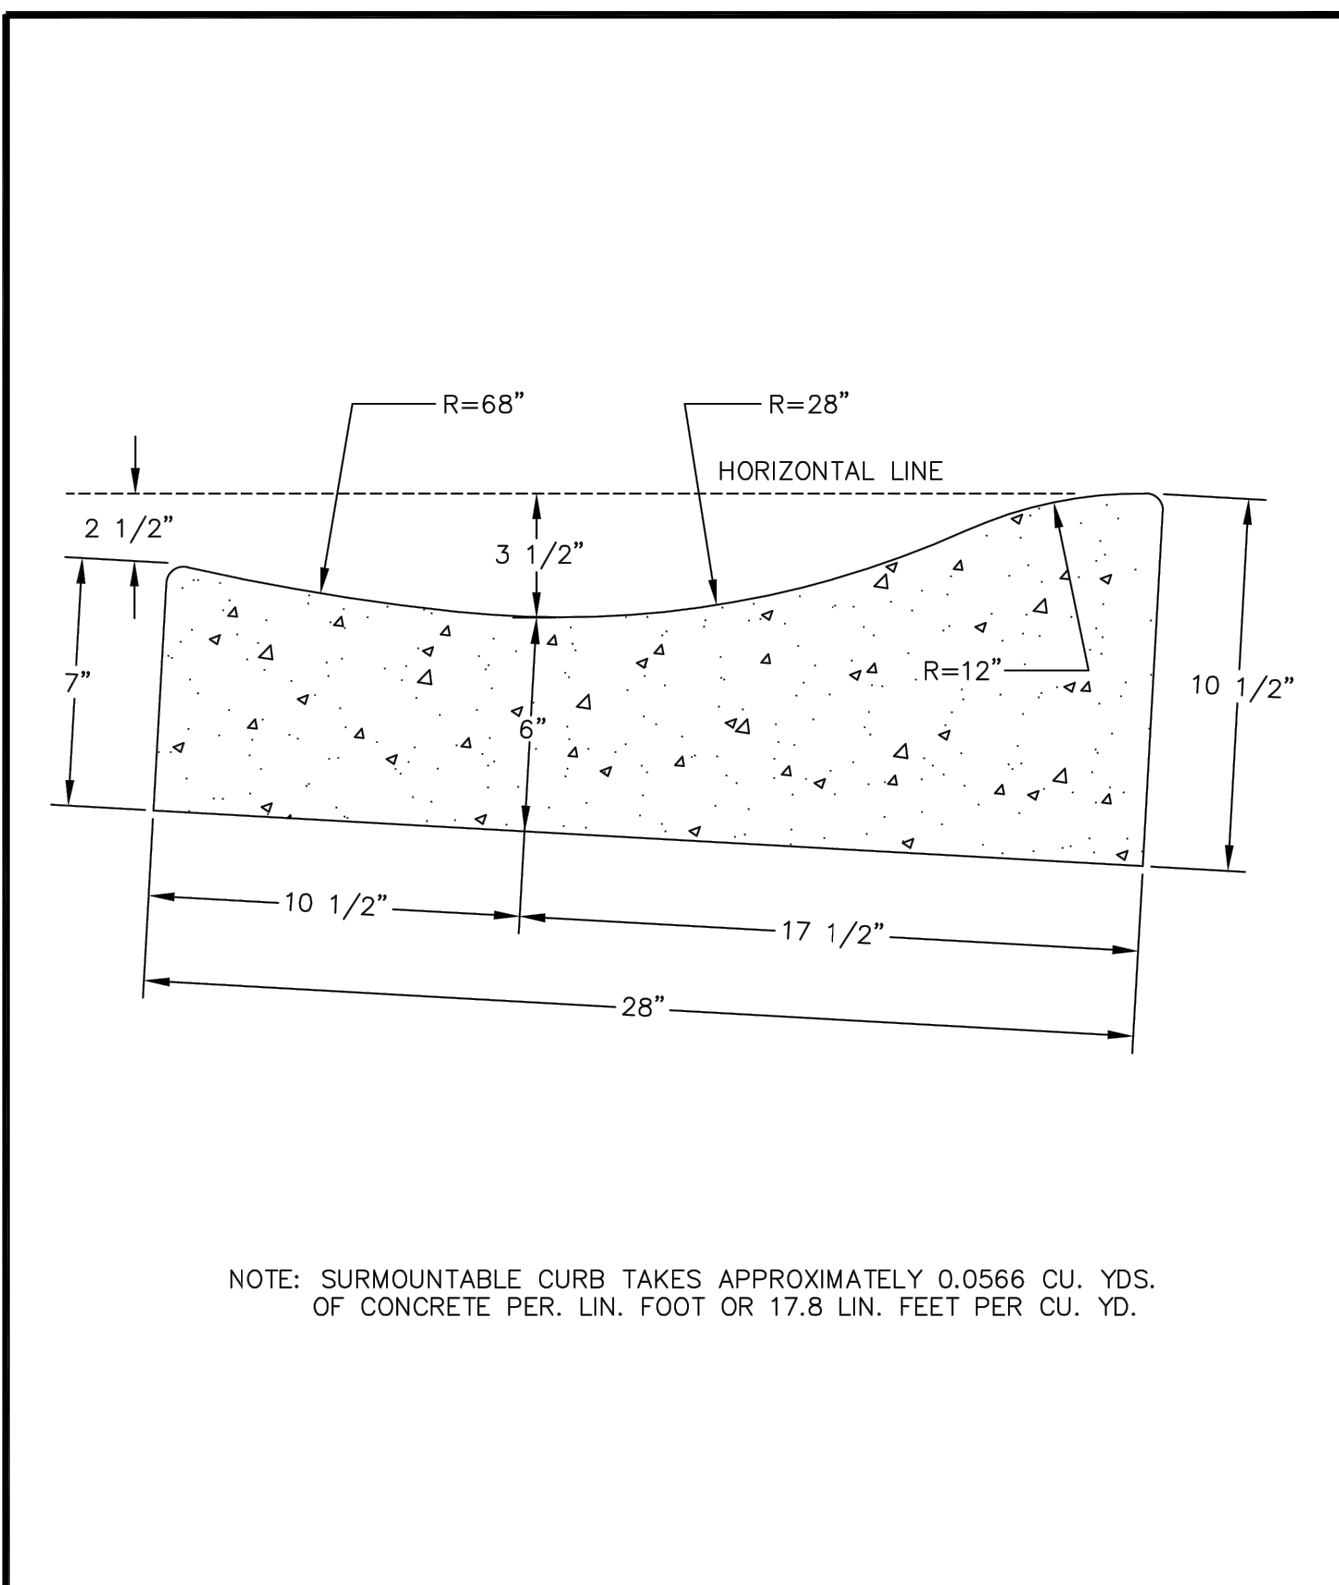 R=68"
R=28"
HORIZONTAL LINE
2 1/2"
3 1/2"
7"
R=12"
10 1/2"
6"
10 1/2"
17 1/2"
28"
NOTE: SURMOUNTABLE CURB TAKES APPROXIMATELY 0.0566 CU. YDS.
OF CONCRETE PER. LIN. FOOT OR 17.8 LIN. FEET PER CU. YD.